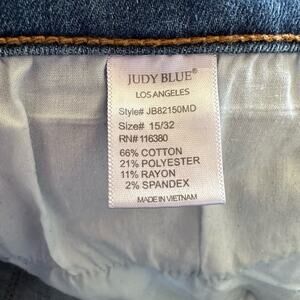 JUDY BLUE®
LOS ANGELES
Style# JB82150MD
Size# 15/32
RN# 116380
66% COTTON
21% POLYESTER
11% RAYON
2% SPANDEX
MADE IN VIETNAM